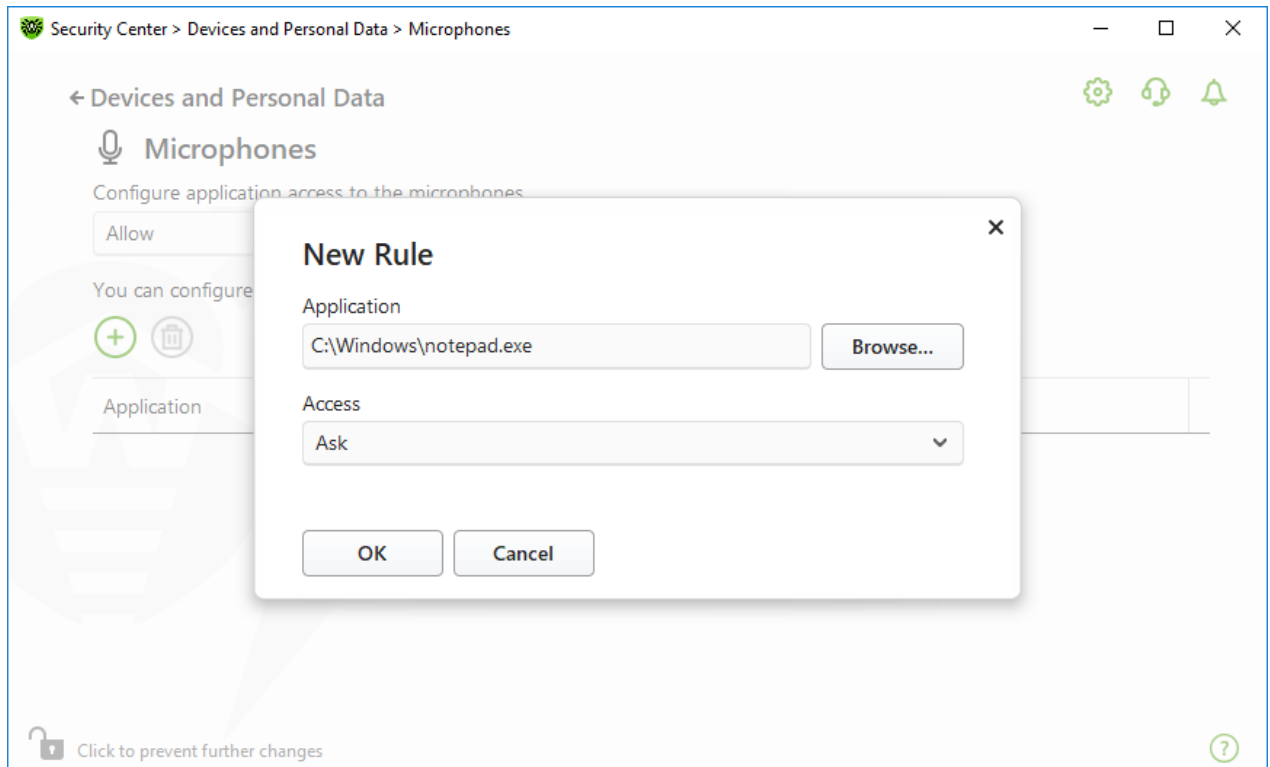 Security Center > Devices and Personal Data > Microphones
Devices and Personal Data
Microphones
Configure application access to the microphones
Allow
You can configure
Application
New Rule
Application
C:\Windows\notepad.exe
Browse...
Access
Ask
OK
Cancel
Click to prevent further changes
?